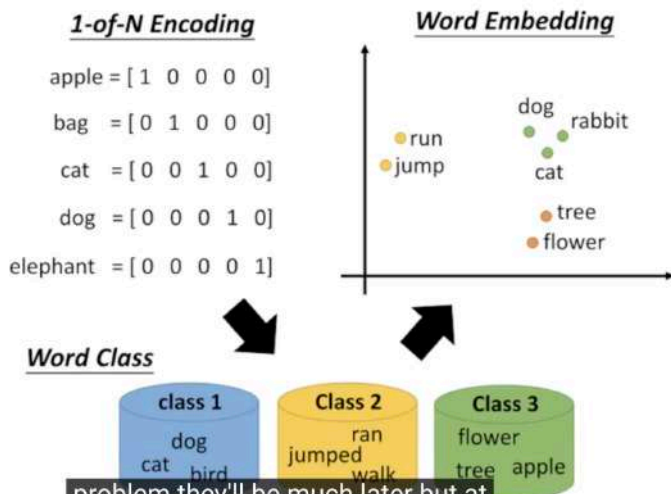 1-of-N Encoding
apple = [ 1 0 0 0 0]
bag = [ 0 1 0 0 0]
cat = [ 0 0 1 0 0]
dog = [ 0 0 0 1 0]
elephant = [ 0 0 0 0 1]
Word Embedding
dog
rabbit
run
jump
cat
tree
flower
Word Class
class 1
dog
cat
bird
Class 2
ran
jumped
walk
Class 3
flower
tree apple
problem they'll be much later but at